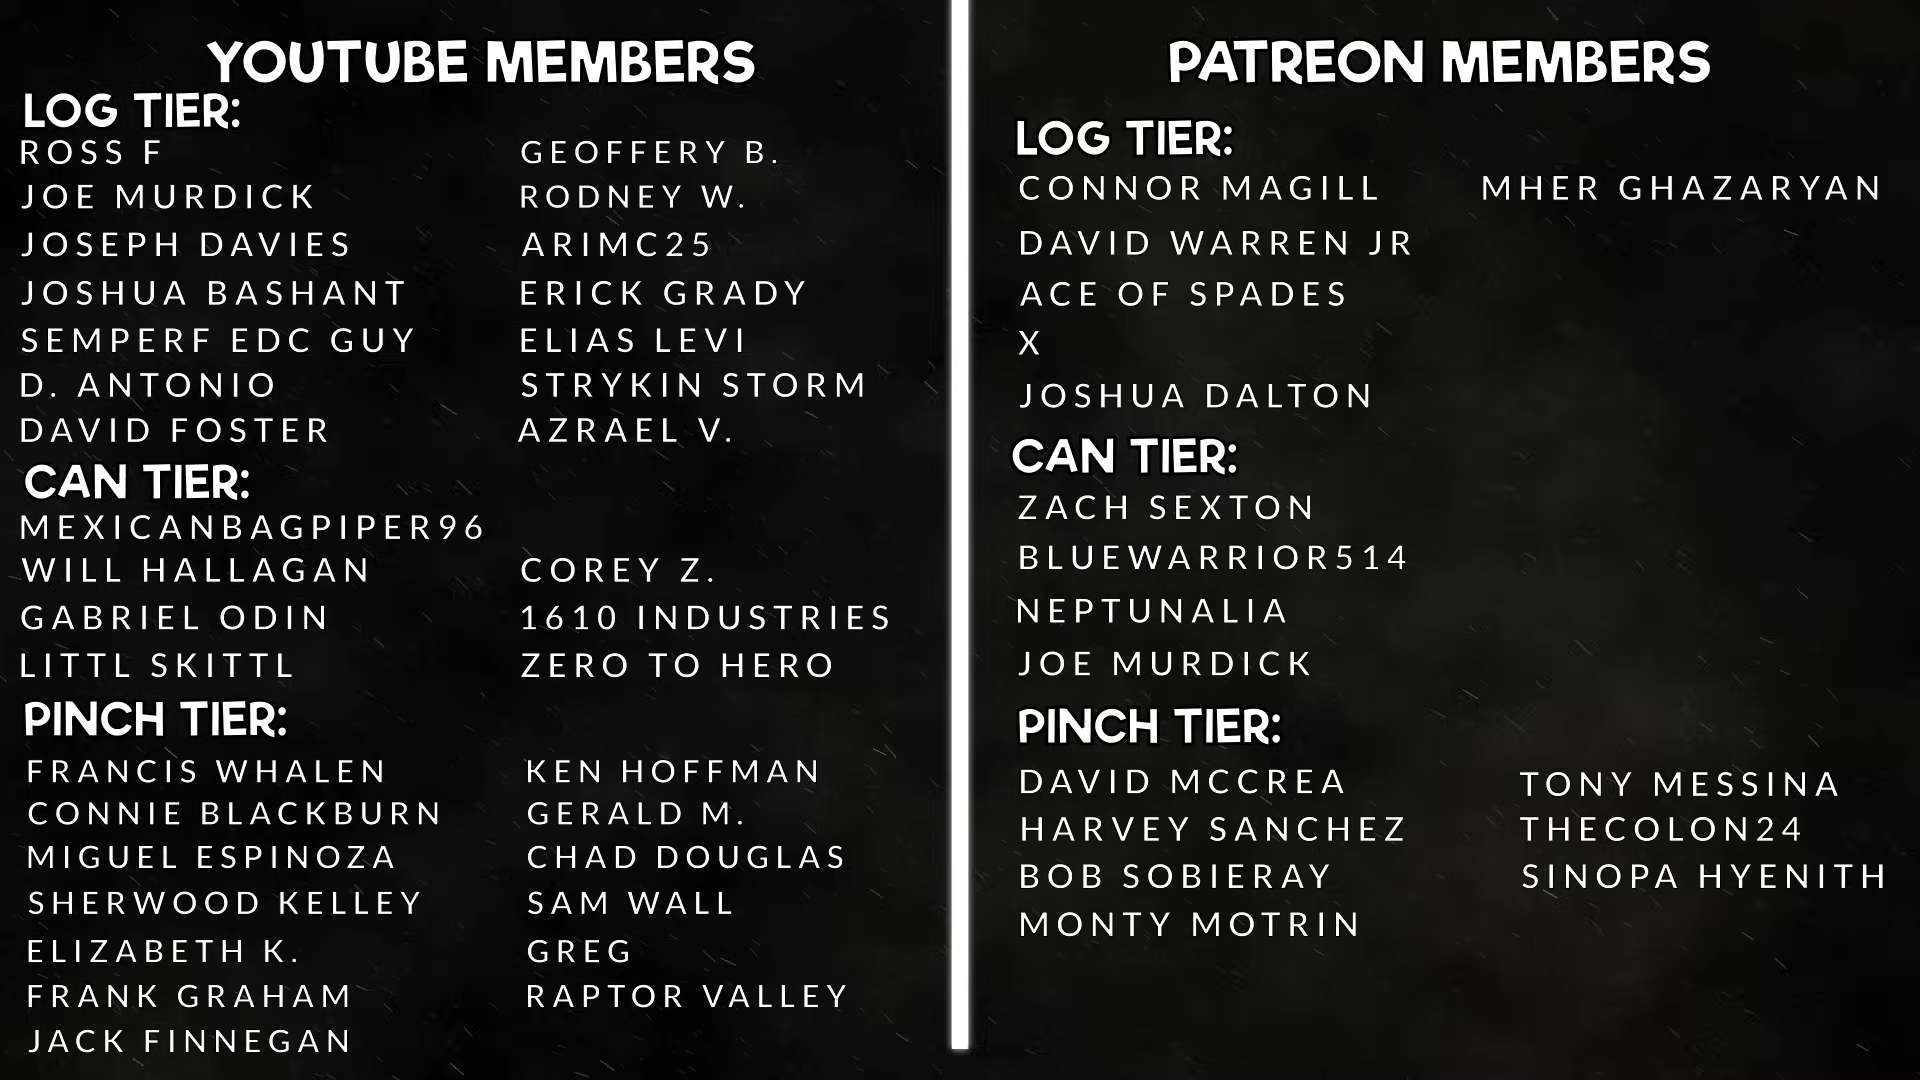 YOUTUBE MEMBERS
LOG TIER:
ROSS F
JOE MURDICK
JOSEPH DAVIES
JOSHUA BASHANT
SEMPERF EDC GUY
D. ANTONIO
DAVID FOSTER
GEOFFERY B.
RODNEY W.
ARIMC25
ERICK GRADY
ELIAS LEVI
STRYKIN STORM
AZRAEL V.
CAN TIER:
MEXICANBAGPIPER96
WILL HALLAGAN
GABRIEL ODIN
LITTL SKITTL
COREY Z.
1610 INDUSTRIES
ZERO TO HERO
PINCH TIER:
FRANCIS WHALEN
CONNIE BLACKBURN
MIGUEL ESPINOZA
SHERWOOD KELLEY
ELIZABETH K.
FRANK GRAHAM
JACK FINNEGAN
KEN HOFFMAN
GERALD M.
CHAD DOUGLAS
SAM WALL
GREG
RAPTOR VALLEY
PATREON MEMBERS
LOG TIER:
CONNOR MAGILL
DAVID WARREN JR
ACE OF SPADES
X
JOSHUA DALTON
MHER GHAZARYAN
CAN TIER:
ZACH SEXTON
BLUEWARRIOR514
NEPTUNALIA
JOE MURDICK
PINCH TIER:
DAVID MCCREA
HARVEY SANCHEZ
BOB SOBIERAY
MONTY MOTRIN
TONY MESSINA
THECOLON24
SINOPA HYENITH